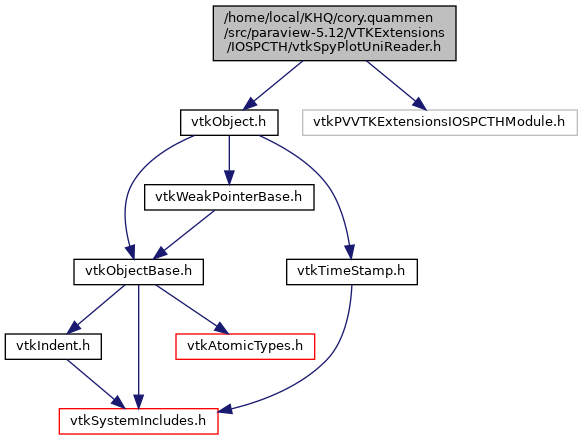 /home/local/KHQ/cory.quammen
/src/paraview-5.12/VTKExtensions
/IOSPCTH/vtkSpyPlotUniReader.h
vtkObject.h
vtkPVVTKExtensionsIOSPCTHModule.h
vtkWeakPointerBase.h
vtkObjectBase.h
vtkTimeStamp.h
vtkIndent.h
vtkAtomicTypes.h
vtkSystemIncludes.h